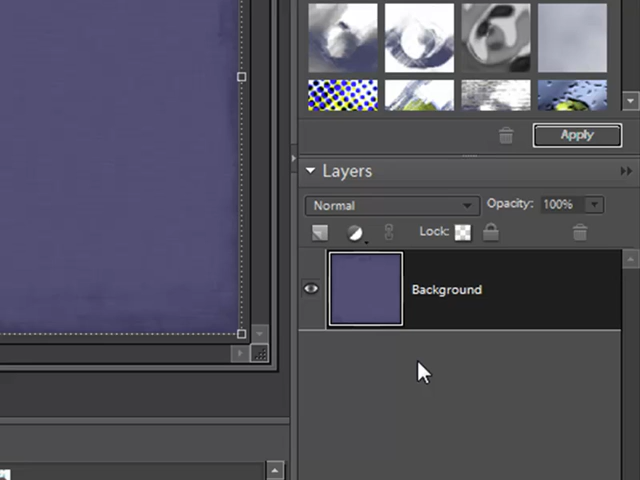 Apply
Layers
Normal Opacity: 100%
Lock:
Background